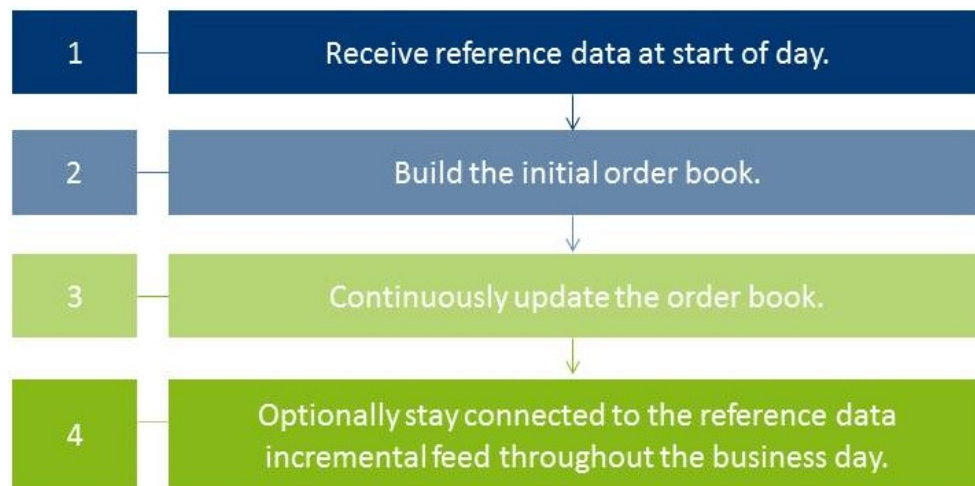 1
Receive reference data at start of day.
2
Build the initial order book.
3
Continuously update the order book.
4
Optionally stay connected to the reference data
incremental feed throughout the business day.